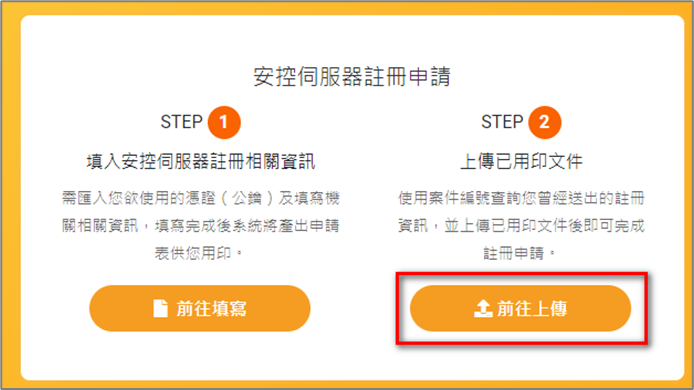 安控伺服器註冊申請
STEP 1
填入安控伺服器註冊相關資訊
需匯入您欲使用的憑證（公鑰）及填寫機
關相關資訊，填寫完成後系統將產出申請
表供您用印。
前往填寫
STEP 2
上傳已用印文件
使用案件編號查詢您曾經送出的註冊
資訊，並上傳已用印文件後即可完成
註冊申請。
前往上傳